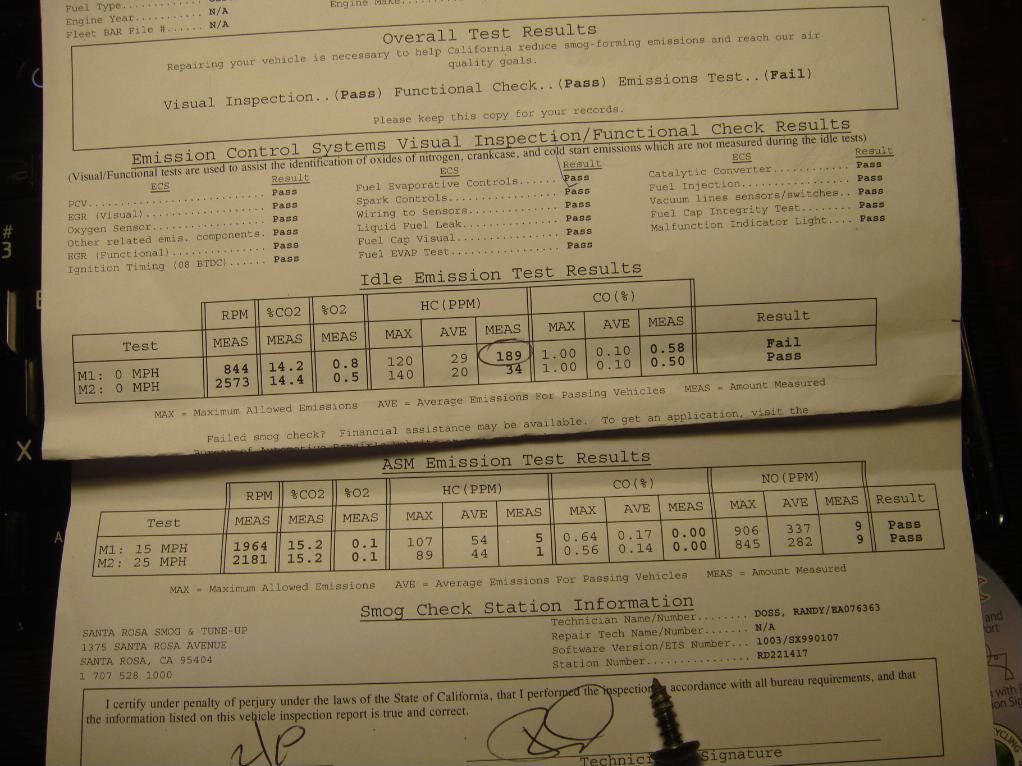 Fuel Type............
Engine Year............ N/A
Fleet BAR File #...... N/A
Engine Make............
Overall Test Results
Repairing your vehicle is necessary to help California reduce smog-forming emissions and reach our air
quality goals.
Visual Inspection..(Pass) Functional Check..(Pass) Emissions Test..(Fail)
Please keep this copy for your records.
Emission Control Systems Visual Inspection/Functional Check Results
(Visual/Functional tests are used to assist the identification of oxides of nitrogen, crankcase, and cold start emissions which are not measured during the idle tests)
ECS Result ECS Result ECS Result
PCV............................ Pass Fuel Evaporative Controls...... Pass Catalytic Converter............ Pass
EGR (Visual)................... Pass Spark Controls................. Pass Fuel Injection................. Pass
Oxygen Sensor.................. Pass Wiring to Sensors.............. Pass Vacuum lines sensors/switches.. Pass
Other related emis. components. Pass Liquid Fuel Leak............... Pass Fuel Cap Integrity Test........ Pass
EGR (Functional)............... Pass Fuel Cap Visual................ Pass Malfunction Indicator Light.... Pass
Ignition Timing (08 BTDC)...... Pass Fuel EVAP Test................. Pass
Idle Emission Test Results
RPM %CO2 %O2 HC(PPM) CO(%) Result
Test MEAS MEAS MEAS MAX AVE MEAS MAX AVE MEAS
M1: 0 MPH 844 14.2 0.8 120 29 189 1.00 0.10 0.58 Fail
M2: 0 MPH 2573 14.4 0.5 140 20 34 1.00 0.10 0.50 Pass
MAX = Maximum Allowed Emissions AVE = Average Emissions For Passing Vehicles MEAS = Amount Measured
Failed smog check? Financial assistance may be available. To get an application, visit the
ASM Emission Test Results
RPM %CO2 %O2 HC(PPM) CO(%) NO(PPM) Result
Test MEAS MEAS MEAS MAX AVE MEAS MAX AVE MEAS MAX AVE MEAS
M1: 15 MPH 1964 15.2 0.1 107 54 5 0.64 0.17 0.00 906 337 9 Pass
M2: 25 MPH 2181 15.2 0.1 89 44 1 0.56 0.14 0.00 845 282 9 Pass
MAX = Maximum Allowed Emissions AVE = Average Emissions For Passing Vehicles MEAS = Amount Measured
Smog Check Station Information
SANTA ROSA SMOG & TUNE-UP
1375 SANTA ROSA AVENUE
SANTA ROSA, CA 95404
1 707 528 1000
Technician Name/Number........ DOSS, RANDY/EA076363
Repair Tech Name/Number....... N/A
Software Version/EIS Number... 1003/SX990107
Station Number................ RD221417
I certify under penalty of perjury under the laws of the State of California, that I performed the inspection accordance with all bureau requirements, and that
the information listed on this vehicle inspection report is true and correct.
Signature
#
3
X
A
and
CYCLING